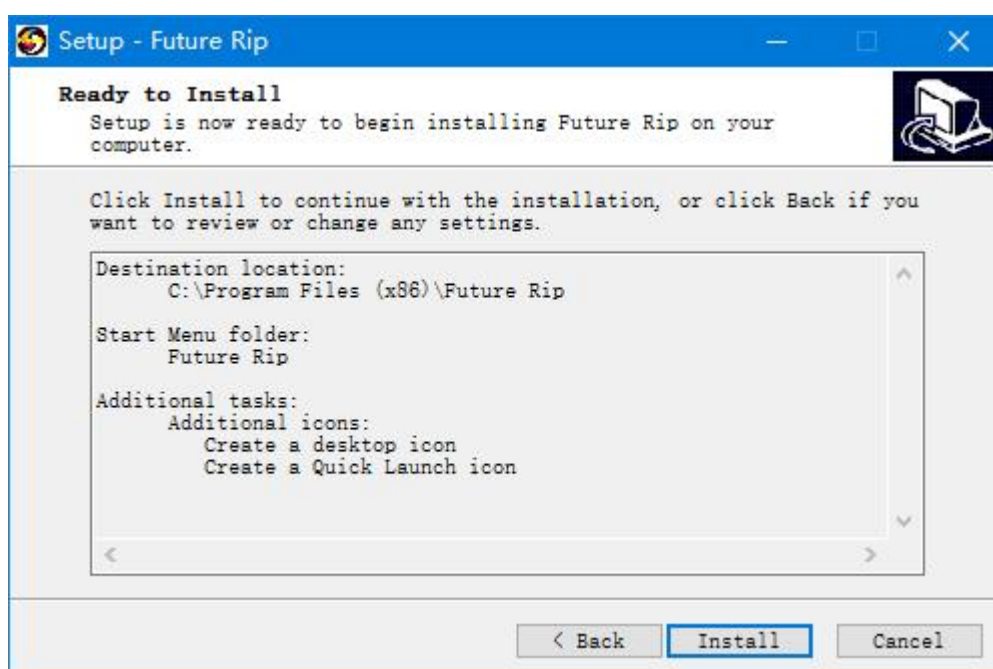 Setup - Future Rip
Ready to Install
Setup is now ready to begin installing Future Rip on your
computer.
Click Install to continue with the installation, or click Back if you
want to review or change any settings.
Destination location:
C:\Program Files (x86)\Future Rip
Start Menu folder:
Future Rip
Additional tasks:
Additional icons:
Create a desktop icon
Create a Quick Launch icon
< Back Install Cancel